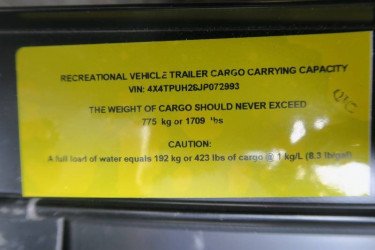 RECREATIONAL VEHICLE TRAILER CARGO CARRYING CAPACITY
VIN: 4X4TPUH26JP072993
THE WEIGHT OF CARGO SHOULD NEVER EXCEED
775 kg or 1709 lbs
CAUTION:
A full load of water equals 192 kg or 423 lbs of cargo @ 1 kg/L (8.3 lb/gal)